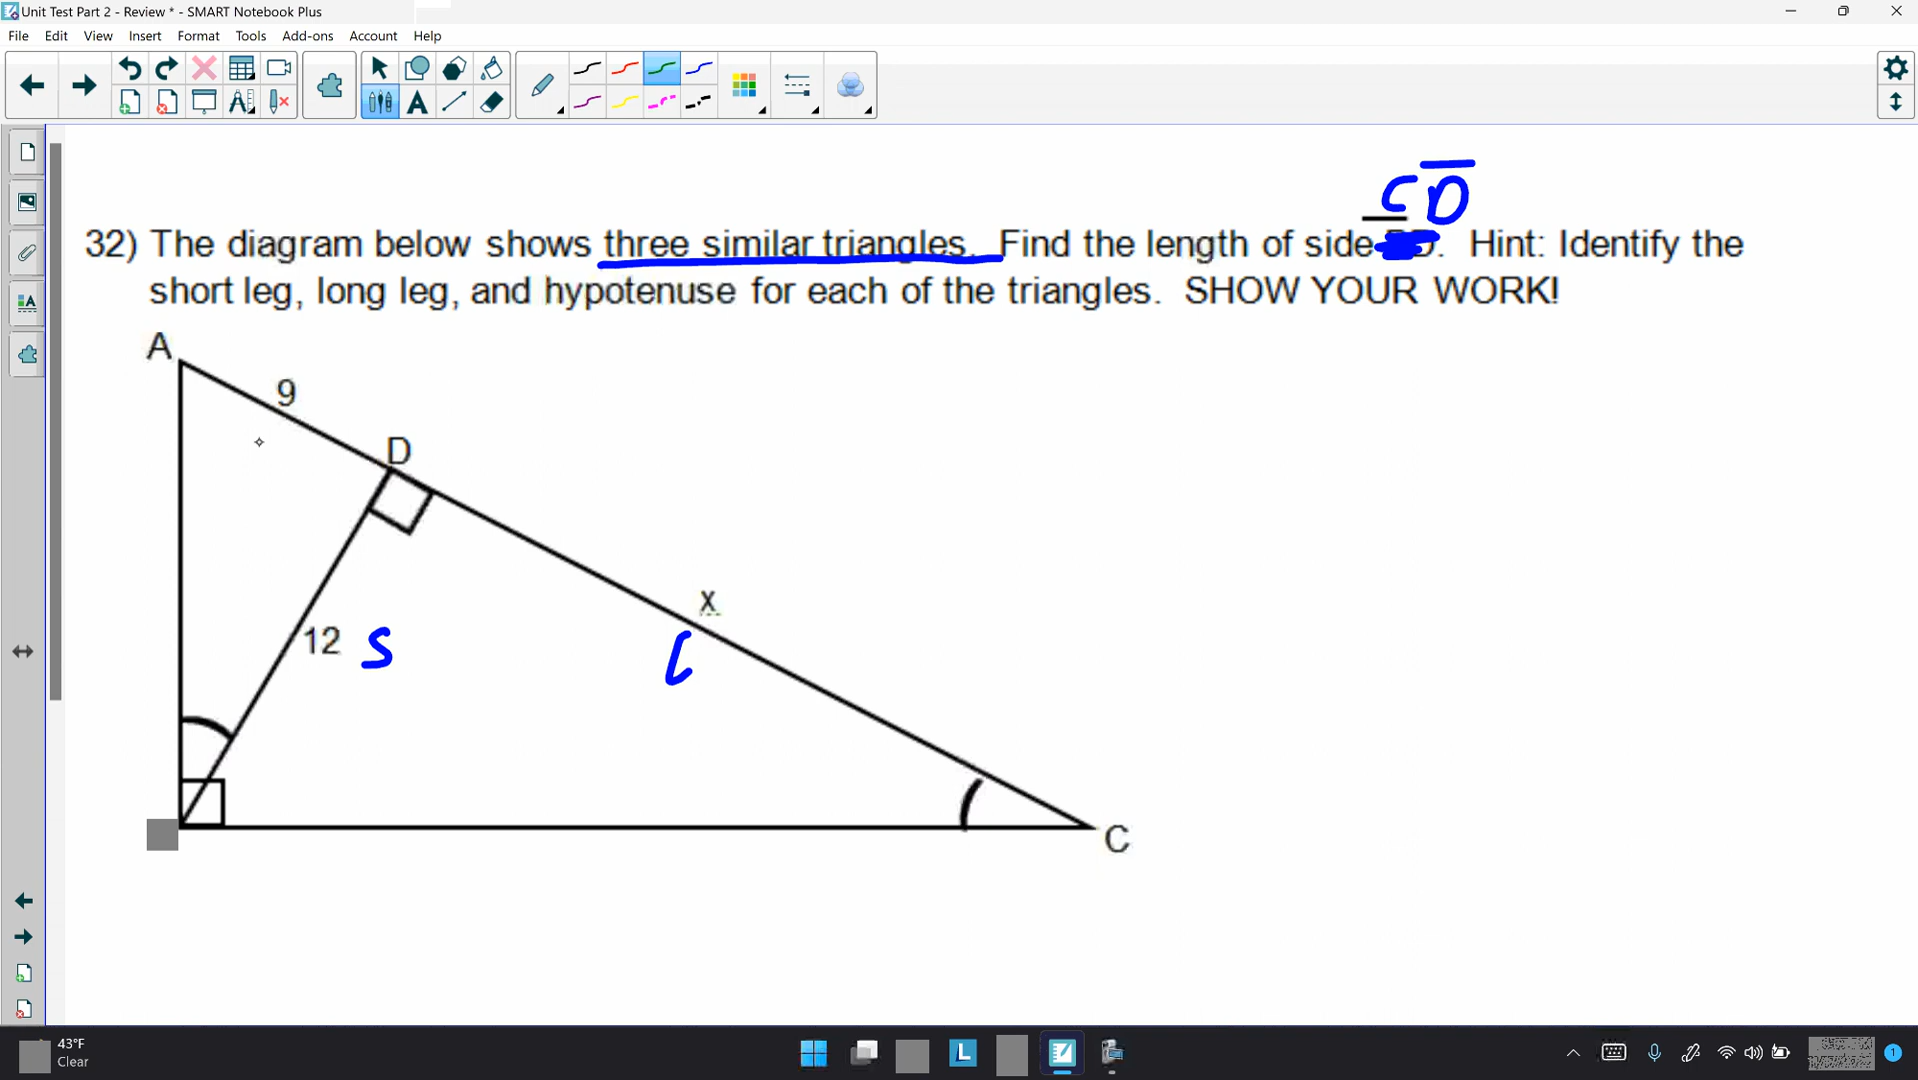 Unit Test Part 2 - Review * - SMART Notebook Plus
File Edit View Insert Format Tools Add-ons Account Help
A
CD
32) The diagram below shows three similar triangles. Find the length of side D. Hint: Identify the
short leg, long leg, and hypotenuse for each of the triangles. SHOW YOUR WORK!
A
9
D
x
12 S
L
C
43°F
Clear
L
1